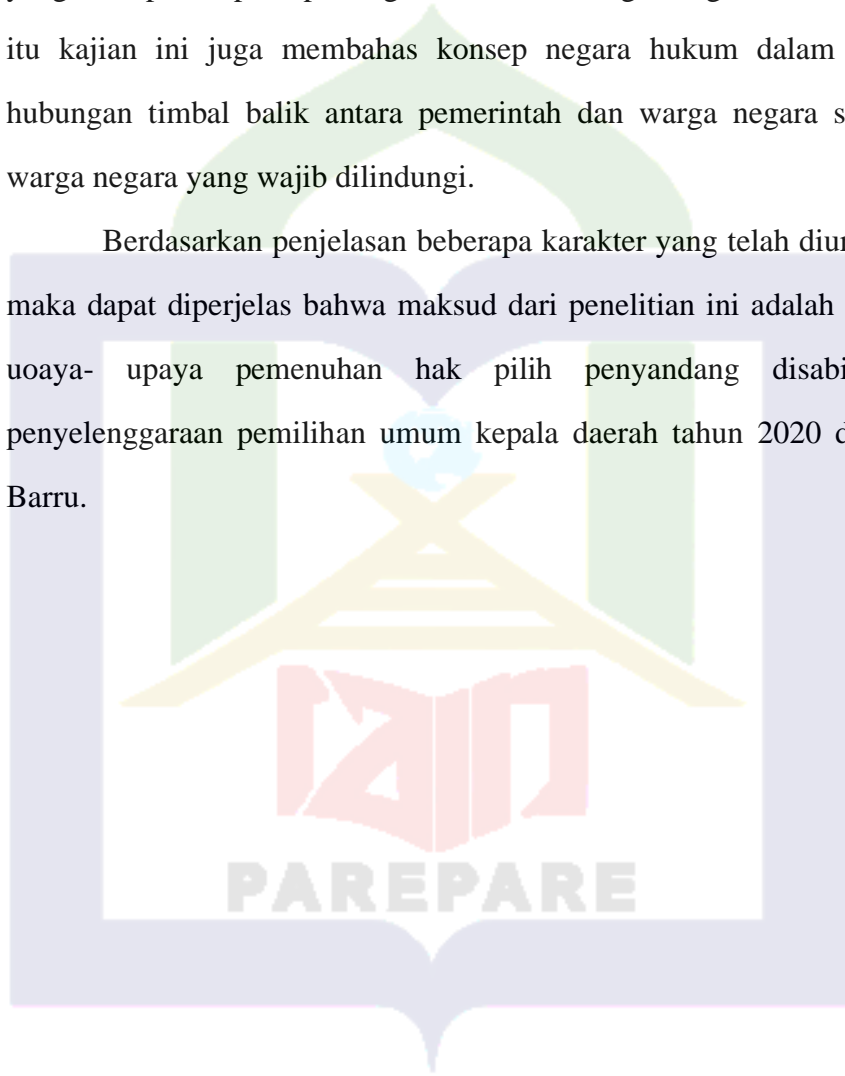 itu kajian ini juga membahas konsep negara hukum dalam
hubungan timbal balik antara pemerintah dan warga negara
warga negara yang wajib dilindungi.
Berdasarkan penjelasan beberapa karakter yang telah
maka dapat diperjelas bahwa maksud dari penelitian ini adalah
uoaya- upaya pemenuhan hak pilih penyandang
penyelenggaraan pemilihan umum kepala daerah tahun 2020
Barru.
iain
PAREPARE